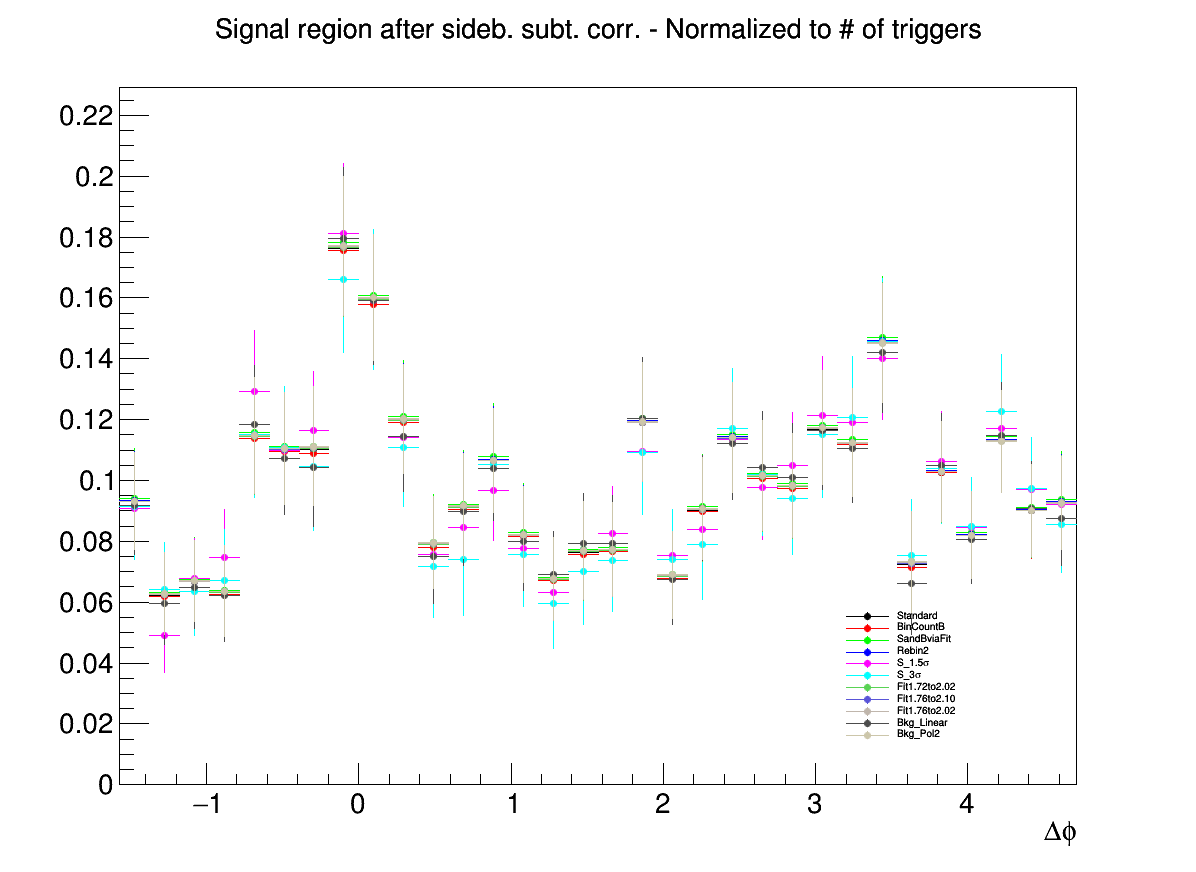 Signal region after sideb. subt. corr. - Normalized to # of triggers
0.22
0.2
0.18
0.16
0.14
0.12
0.1
0.08
0.06
0.04
0.02
0
Standard
BinCountB
SandBviaFit
Rebin2
S_1.5σ
S_3σ
Fit1.72to2.02
Fit1.76to2.10
Fit1.76to2.02
Bkg_Linear
Bkg_Pol2
−1 0 1 2 3 4
Δϕ